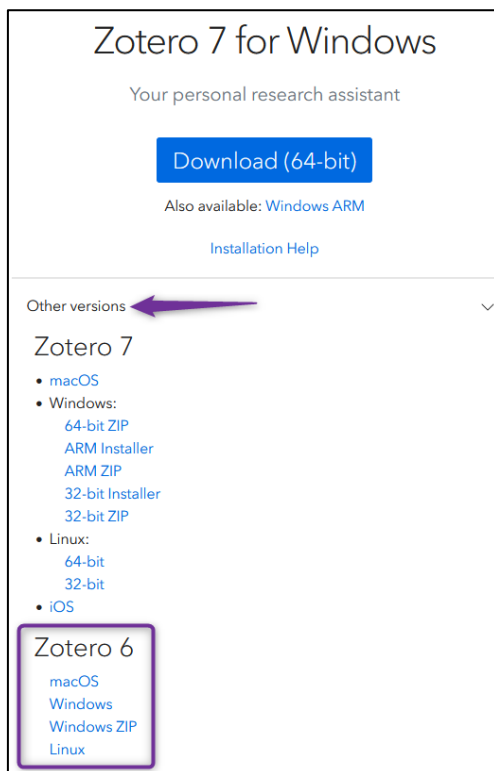 Zotero 7 for Windows
Your personal research assistant
Download (64-bit)
Also available: Windows ARM
Installation Help
Other versions
Zotero 7
• macOS
• Windows:
64-bit ZIP
ARM Installer
ARM ZIP
32-bit Installer
32-bit ZIP
• Linux:
64-bit
32-bit
• iOS
Zotero 6
macOS
Windows
Windows ZIP
Linux